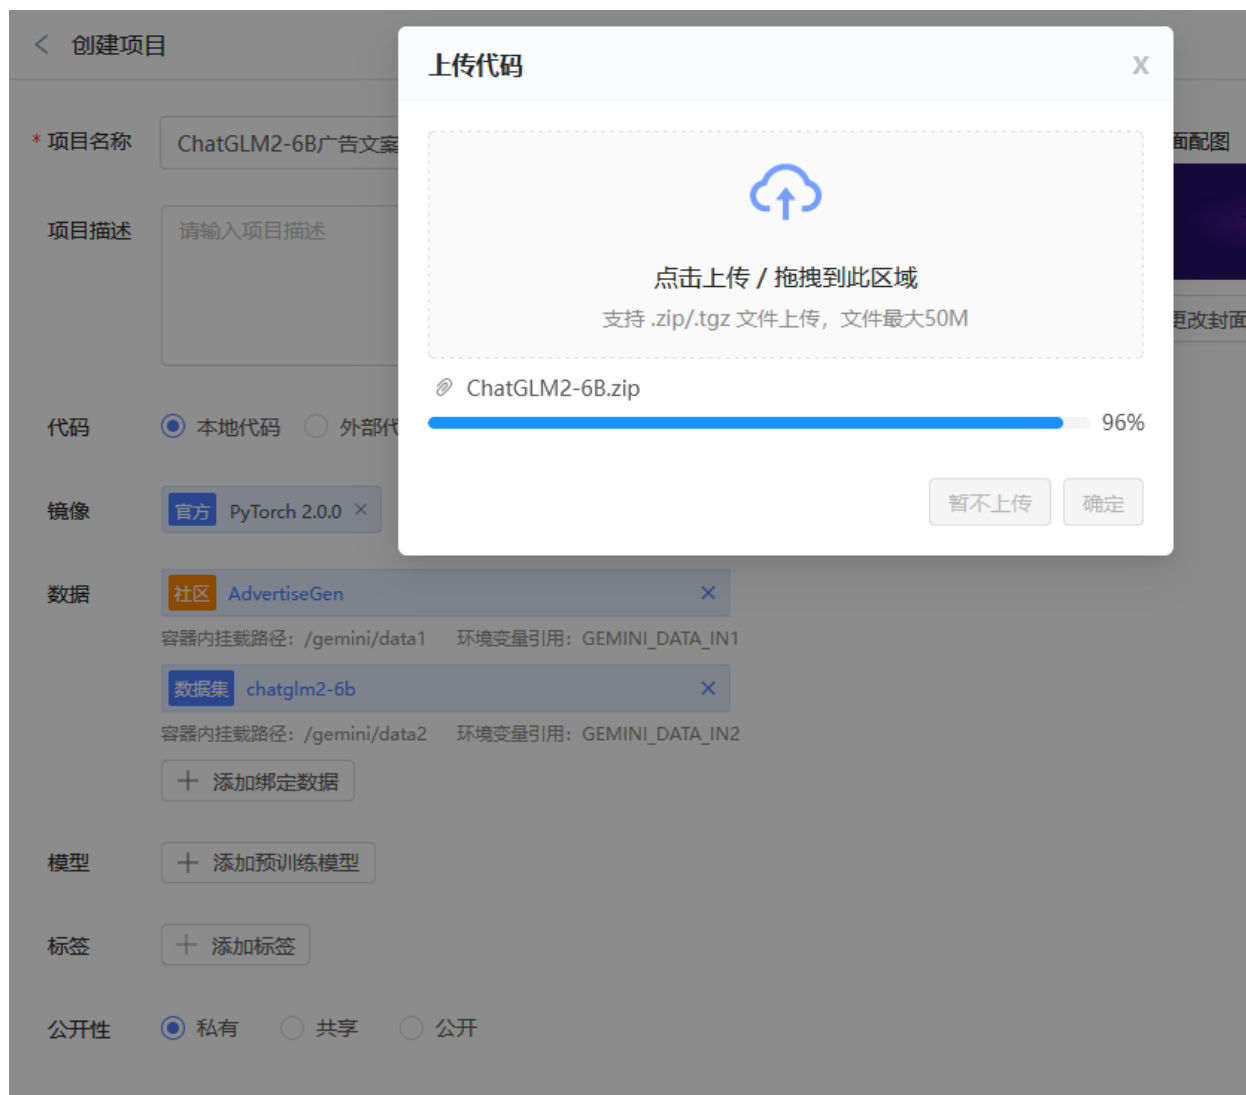 创建项目
上传代码
X
* 项目名称
ChatGLM2-6B广告文案
面配图
项目描述
请输入项目描述
点击上传 / 拖拽到此区域
支持 .zip/.tgz 文件上传，文件最大50M
更改封面
ChatGLM2-6B.zip
96%
代码
本地代码
外部代
暂不上传
确定
镜像
官方 PyTorch 2.0.0 ×
数据
社区 AdvertiseGen ×
容器内挂载路径：/gemini/data1 环境变量引用：GEMINI_DATA_IN1
数据集 chatglm2-6b ×
容器内挂载路径：/gemini/data2 环境变量引用：GEMINI_DATA_IN2
+ 添加绑定数据
模型
+ 添加预训练模型
标签
+ 添加标签
公开性
私有
共享
公开